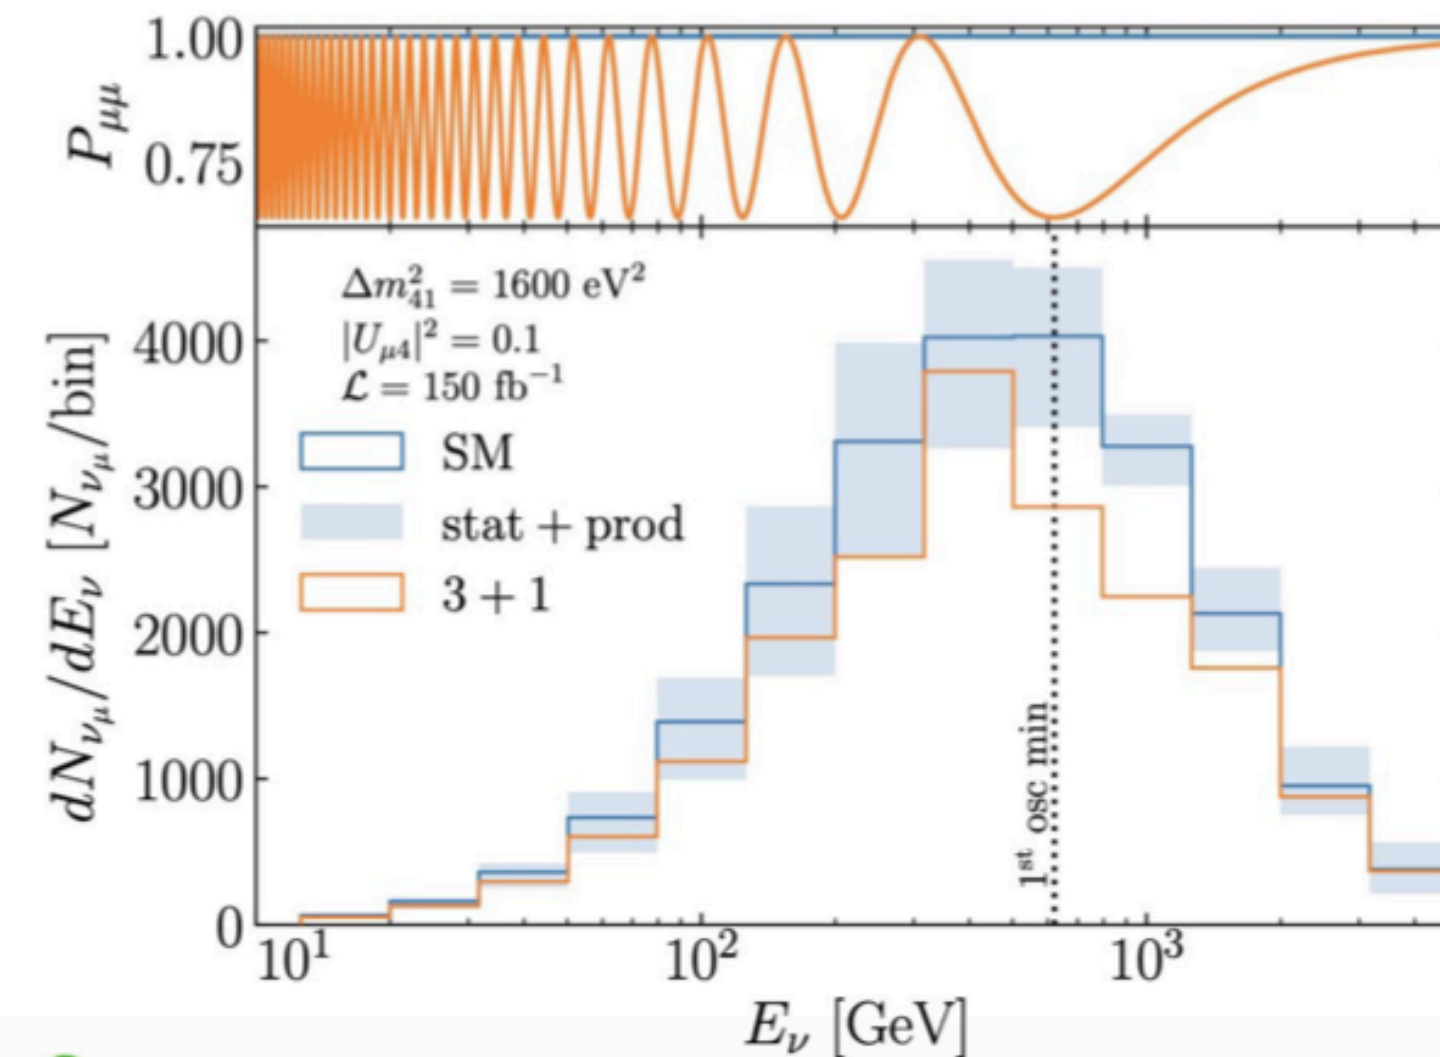 1.00
0.75
P_{μμ}
Δm²₄₁ = 1600 eV²
|U_{μ4}|² = 0.1
ℒ = 150 fb⁻¹
SM
stat + prod
3 + 1
dN_{ν_μ}/dE_ν [N_{ν_μ}/bin]
4000
3000
2000
1000
0
1ˢᵗ osc min
10¹
10²
10³
E_ν [GeV]